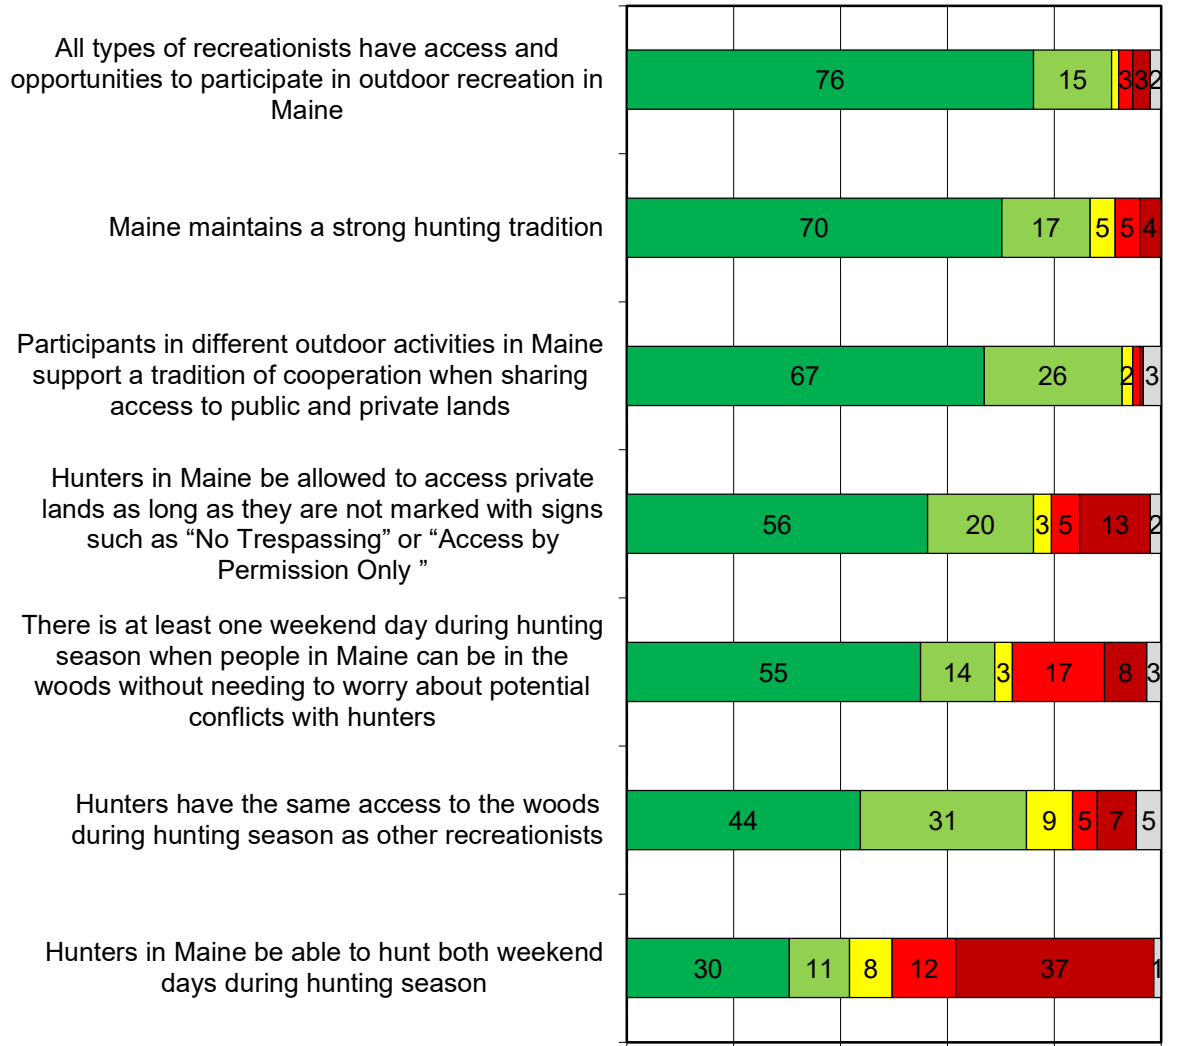 All types of recreationists have access and
opportunities to participate in outdoor recreation in
Maine
76 15 3 3 2
Maine maintains a strong hunting tradition
70 17 5 5 4
Participants in different outdoor activities in Maine
support a tradition of cooperation when sharing
access to public and private lands
67 26 2 3
Hunters in Maine be allowed to access private
lands as long as they are not marked with signs
such as “No Trespassing” or “Access by
Permission Only ”
56 20 3 5 13 2
There is at least one weekend day during hunting
season when people in Maine can be in the
woods without needing to worry about potential
conflicts with hunters
55 14 3 17 8 3
Hunters have the same access to the woods
during hunting season as other recreationists
44 31 9 5 7 5
Hunters in Maine be able to hunt both weekend
days during hunting season
30 11 8 12 37 1